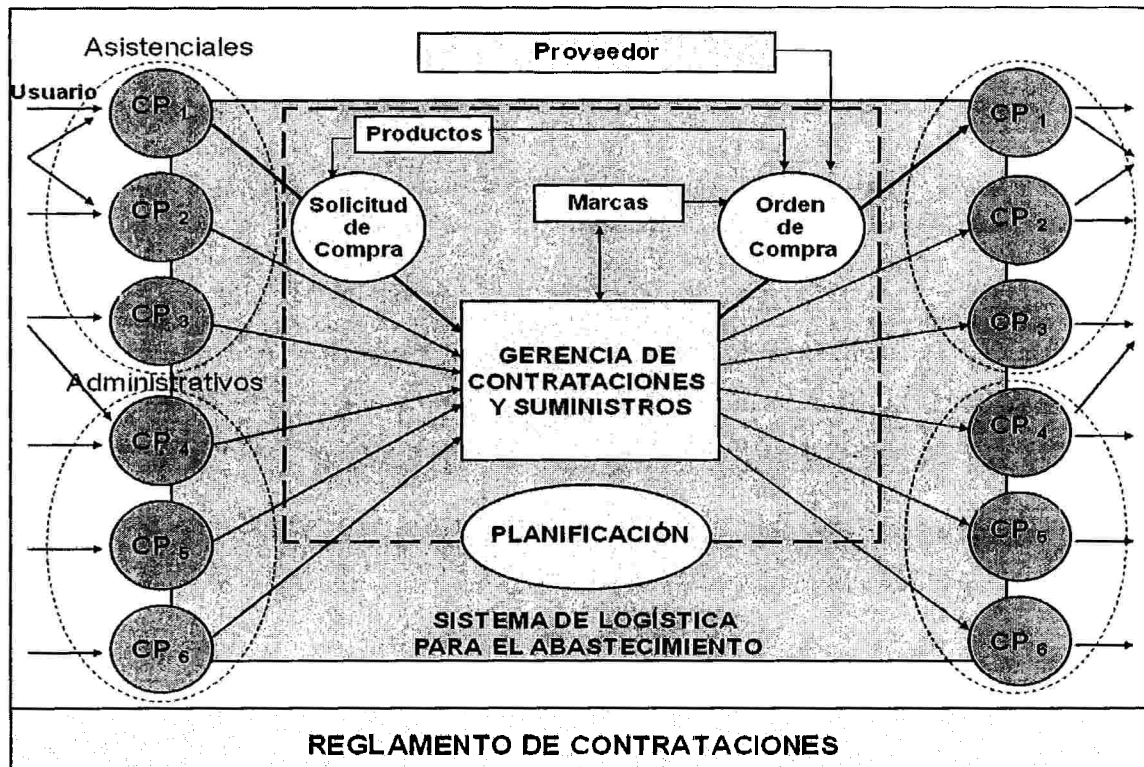 Asistenciales
Proveedor
Usuario
CP 1
CP 1
Productos
Solicitud
de
Compra
Marcas
Orden
de
Compra
CP 2
CP 2
CP 3
CP 3
GERENCIA DE
CONTRATACIONES
Y SUMINISTROS
Administrativos
CP 4
CP 4
CP 5
CP 5
PLANIFICACIÓN
SISTEMA DE LOGÍSTICA
PARA EL ABASTECIMIENTO
CP 6
CP 6
REGLAMENTO DE CONTRATACIONES